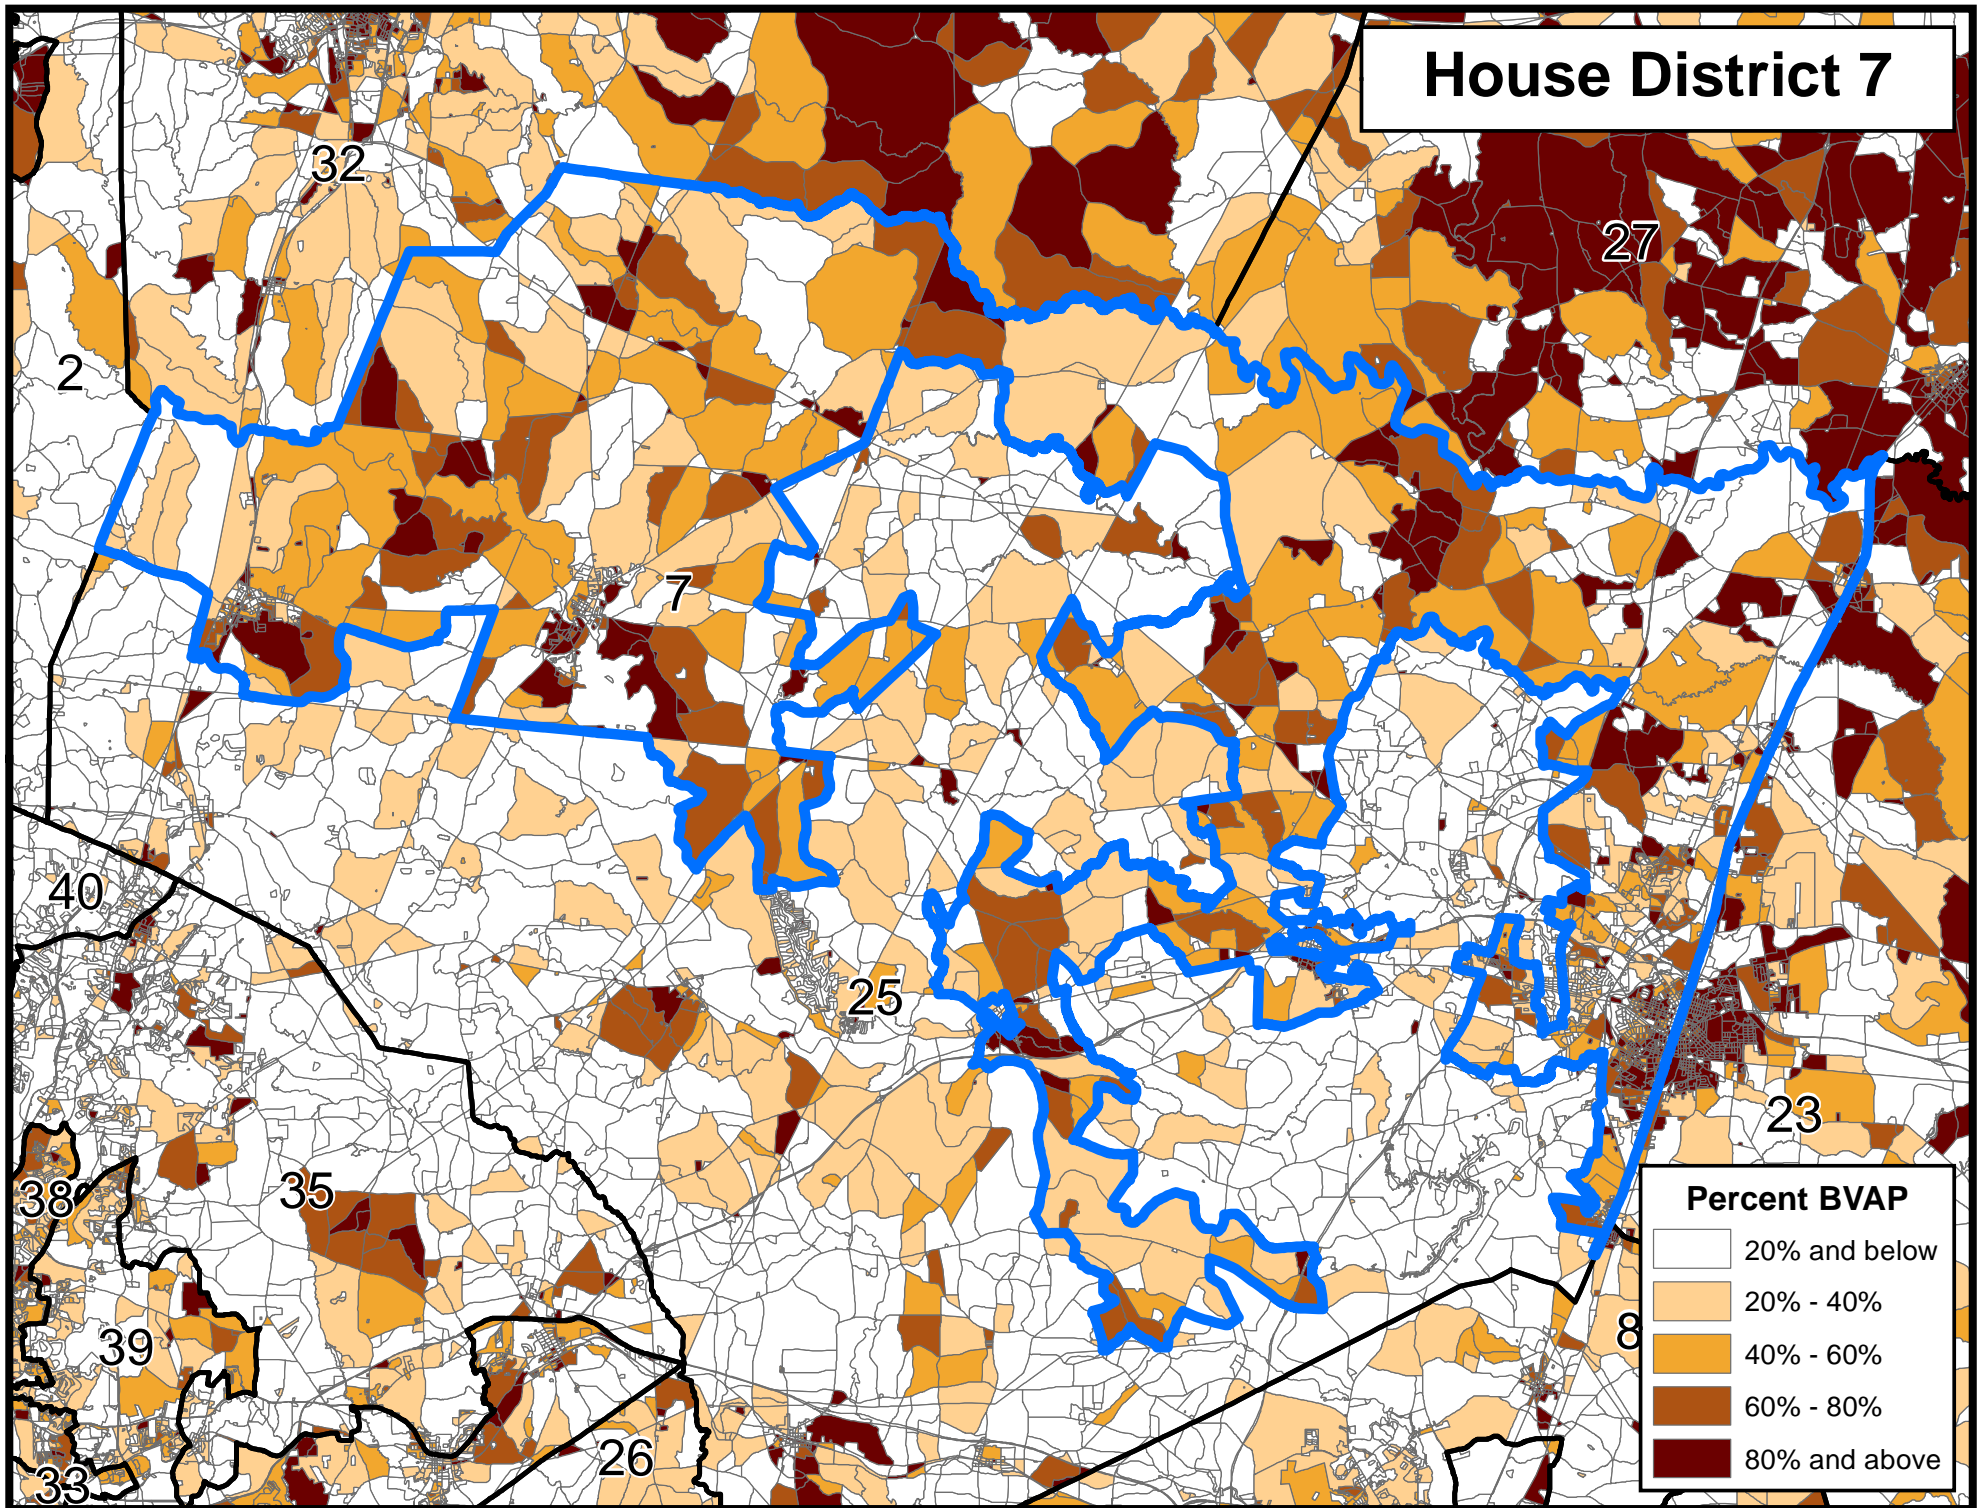 House District 7
32
27
2
7
40
25
23
38
35
8
39
26
33
Percent BVAP
20% and below
20% - 40%
40% - 60%
60% - 80%
80% and above